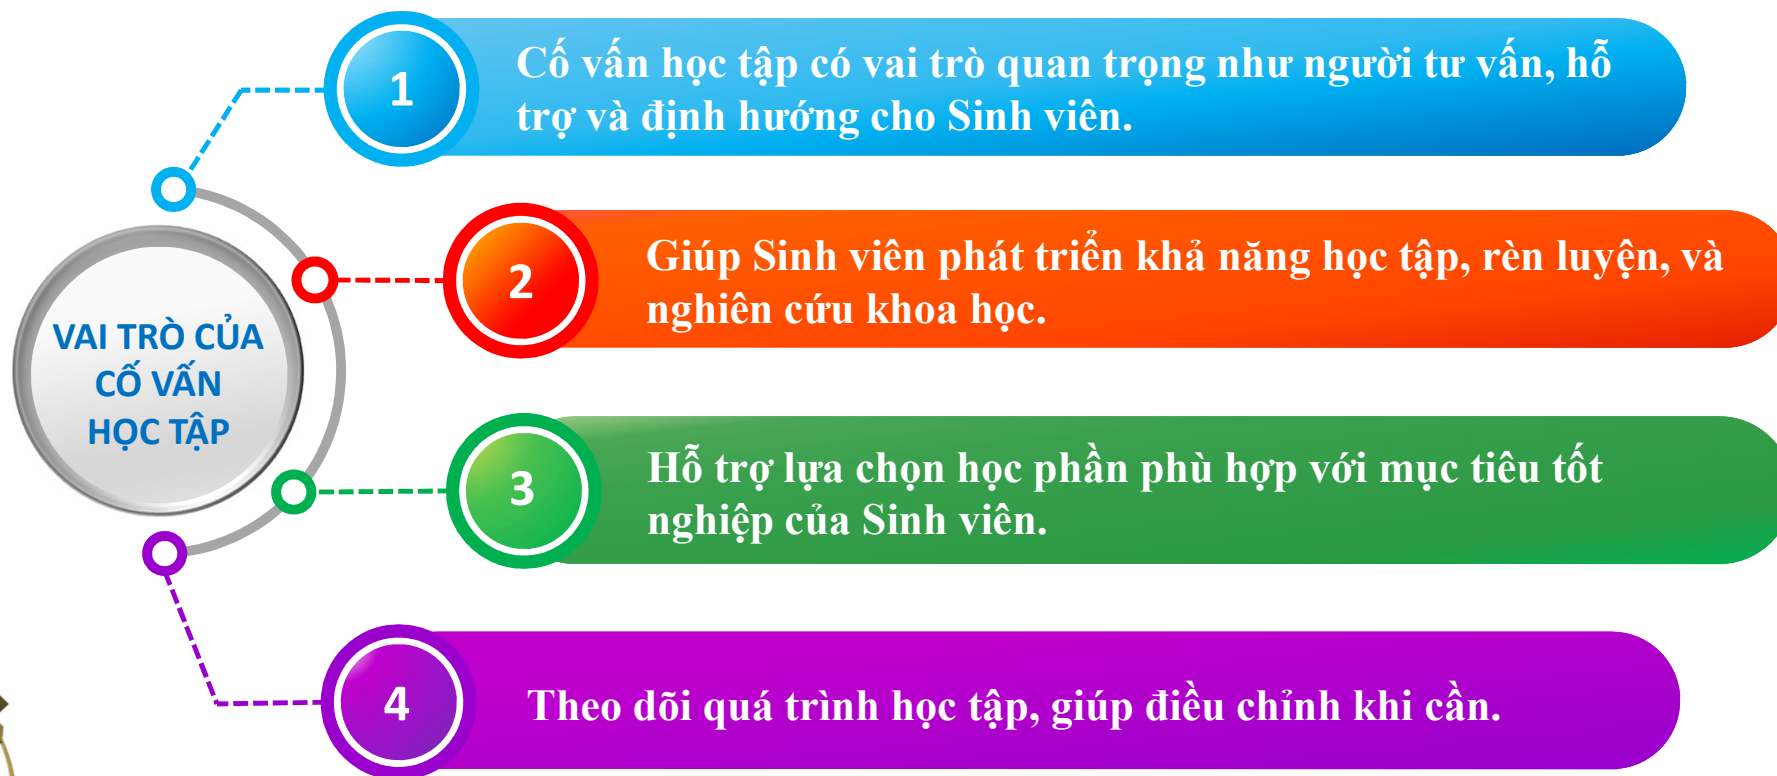 1
Cố vấn học tập có vai trò quan trọng như người tư vấn, hỗ
trợ và định hướng cho Sinh viên.
2
Giúp Sinh viên phát triển khả năng học tập, rèn luyện, và
nghiên cứu khoa học.
VAI TRÒ CỦA
CỐ VẤN
HỌC TẬP
3
Hỗ trợ lựa chọn học phần phù hợp với mục tiêu tốt
nghiệp của Sinh viên.
4
Theo dõi quá trình học tập, giúp điều chỉnh khi cần.